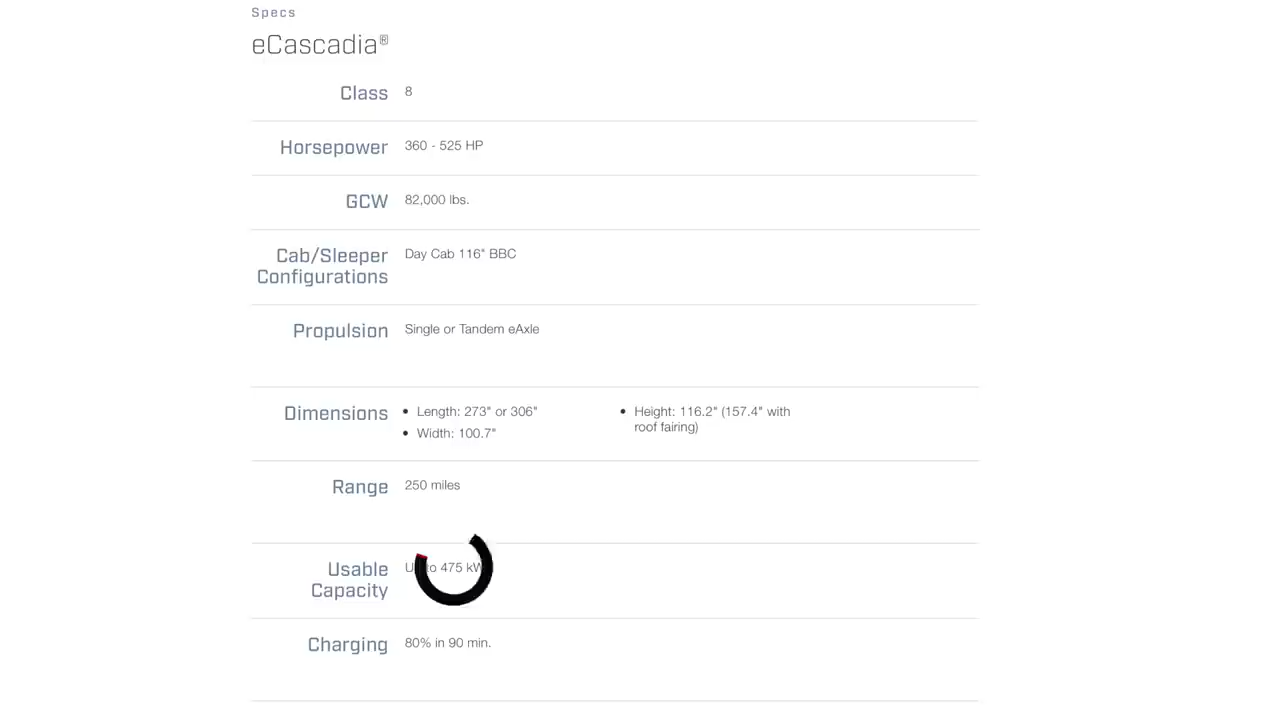 Specs
eCascadia®
Class 8
Horsepower 360 - 525 HP
GCW 82,000 lbs.
Cab/Sleeper Day Cab 116" BBC
Configurations
Propulsion Single or Tandem eAxle
Dimensions • Length: 273" or 306" • Height: 116.2" (157.4" with
roof fairing)
• Width: 100.7"
Range 250 miles
Usable to 475
Capacity
Charging 80% in 90 min.